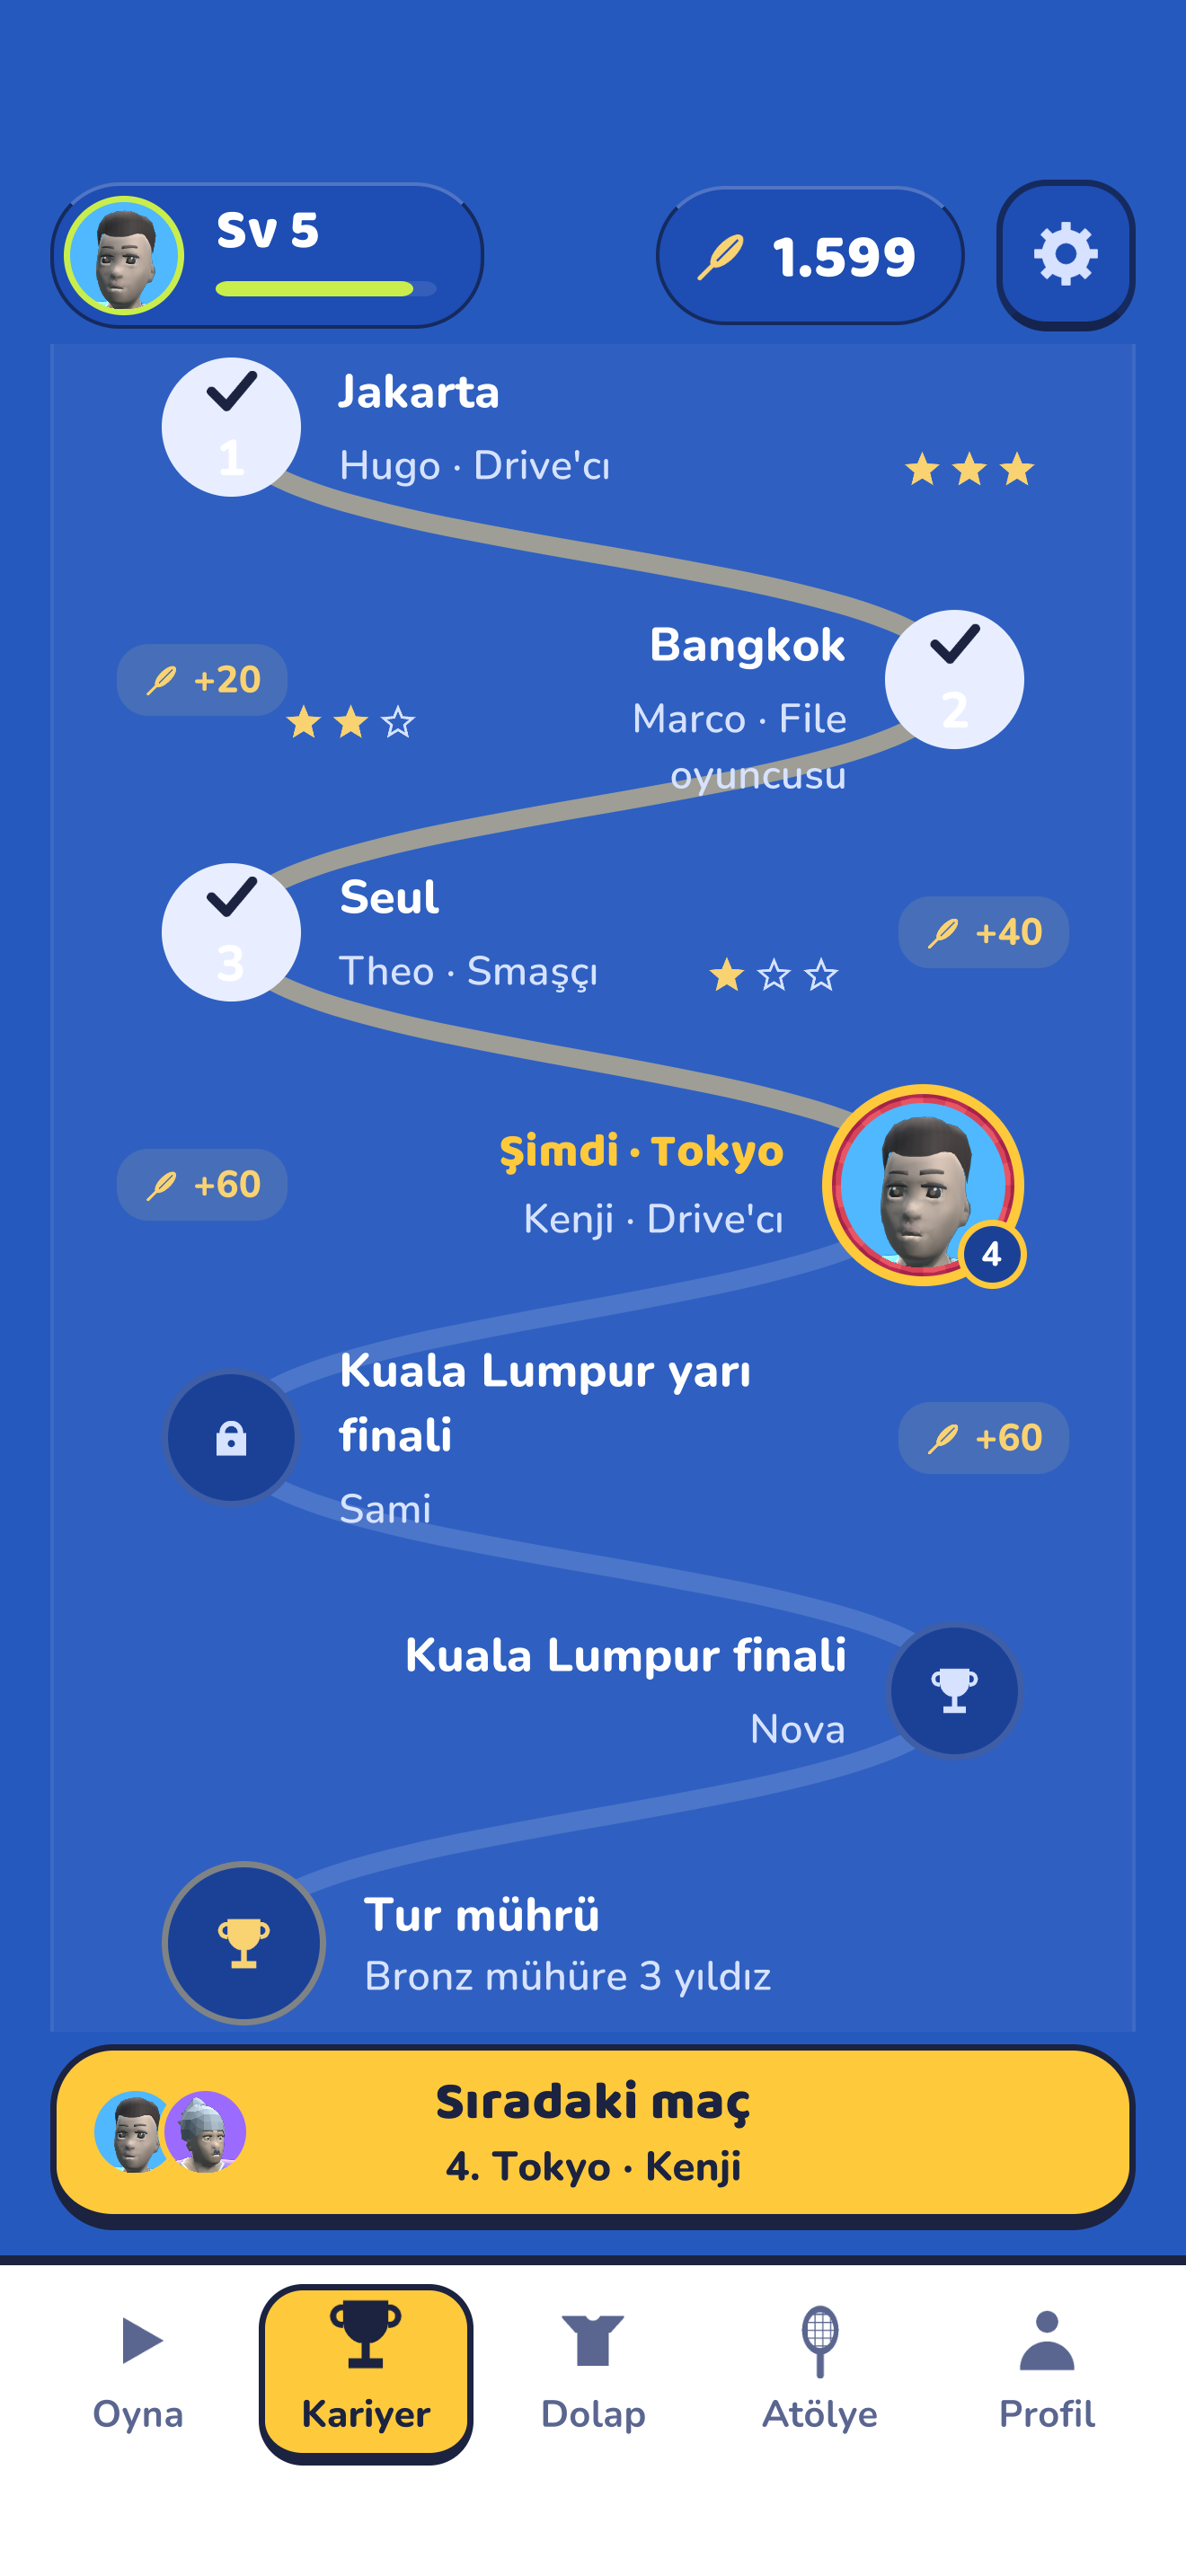 Sv 5
1.599
Jakarta
1
Hugo · Drive'cı
+20
Bangkok
2
Marco · File
oyuncusu
Seul
3
+40
Theo · Smaşçı
Şimdi · Tokyo
+60
Kenji · Drive'cı
4
Kuala Lumpur yarı
finali
+60
Sami
Kuala Lumpur finali
Nova
Tur mührü
Bronz mühüre 3 yıldız
Sıradaki maç
4. Tokyo · Kenji
Oyna
Kariyer
Dolap
Atölye
Profil